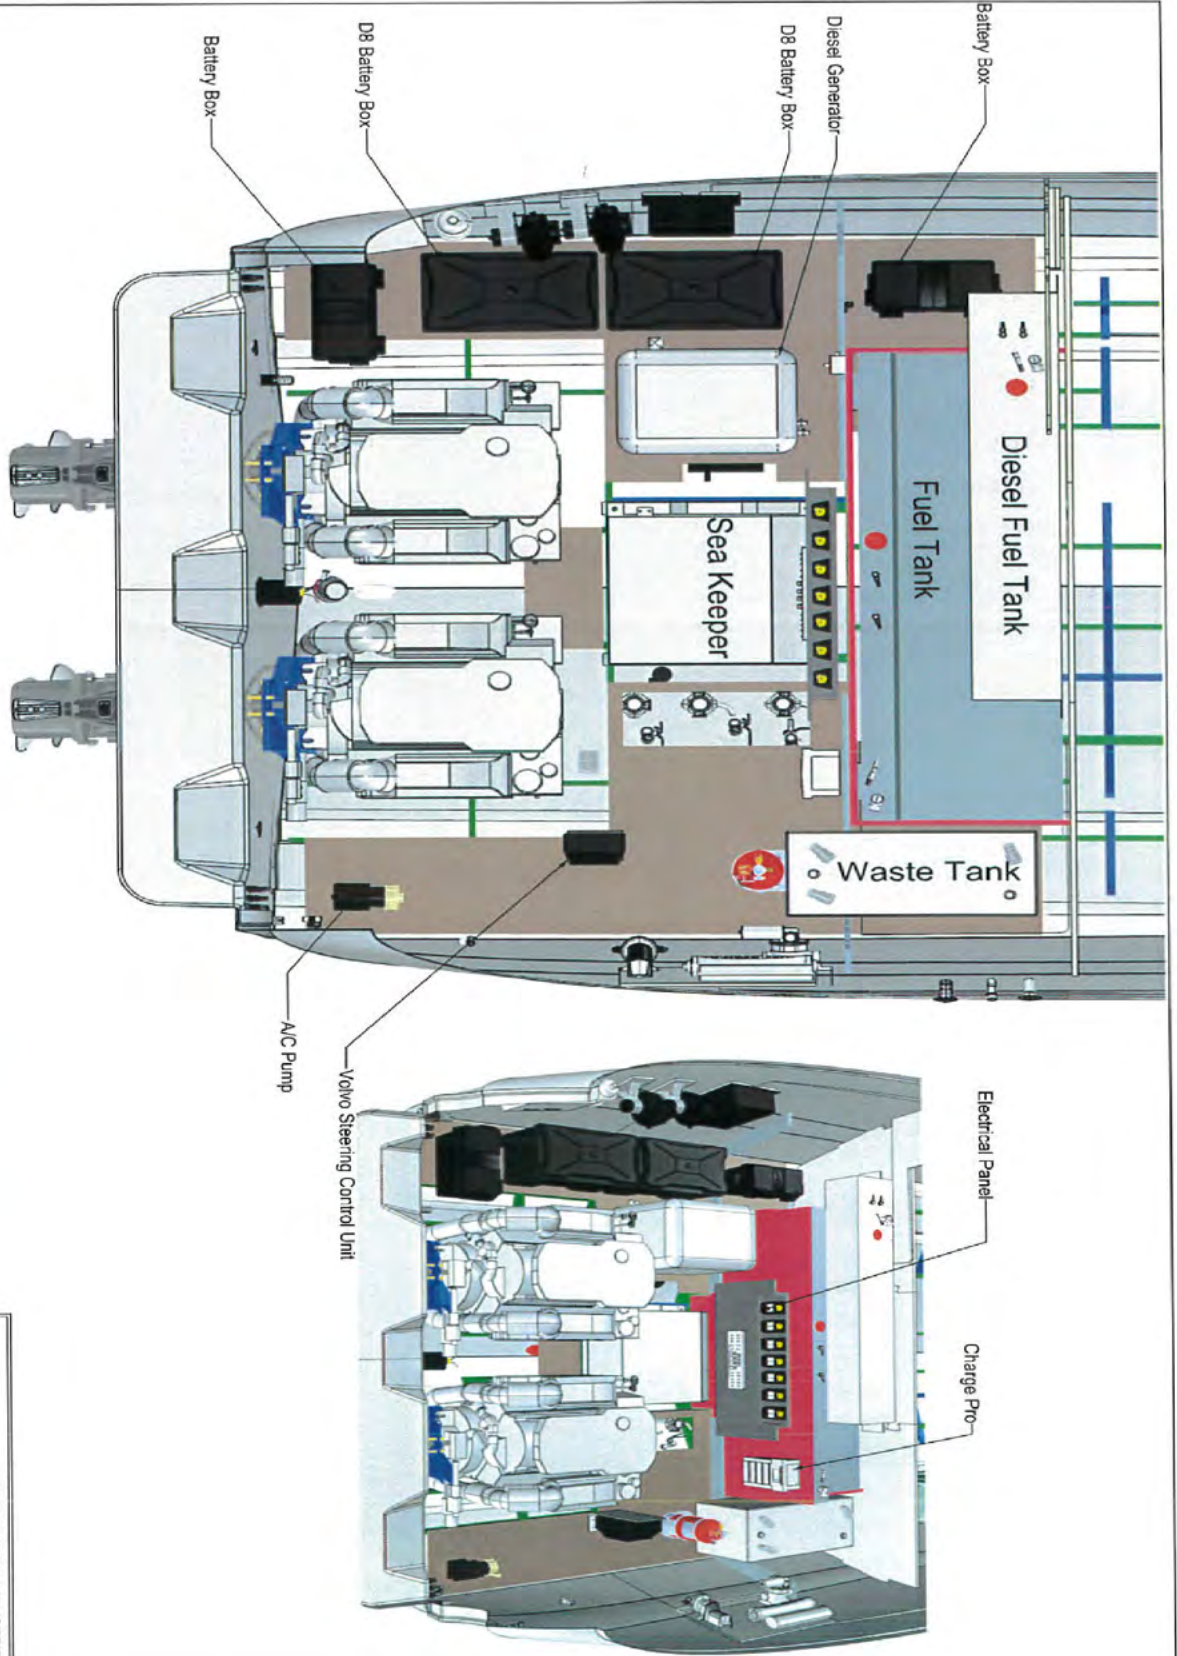 Battery Box
Diesel Generator
D8 Battery Box
D8 Battery Box
Battery Box
Diesel Fuel Tank
Fuel Tank
Sea Keeper
Waste Tank
A/C Pump
Volvo Steering Control Unit
Electrical Panel
Charge Pro